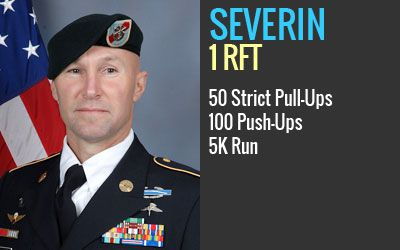 SEVERIN
1 RFT
50 Strict Pull-Ups
100 Push-Ups
5K Run